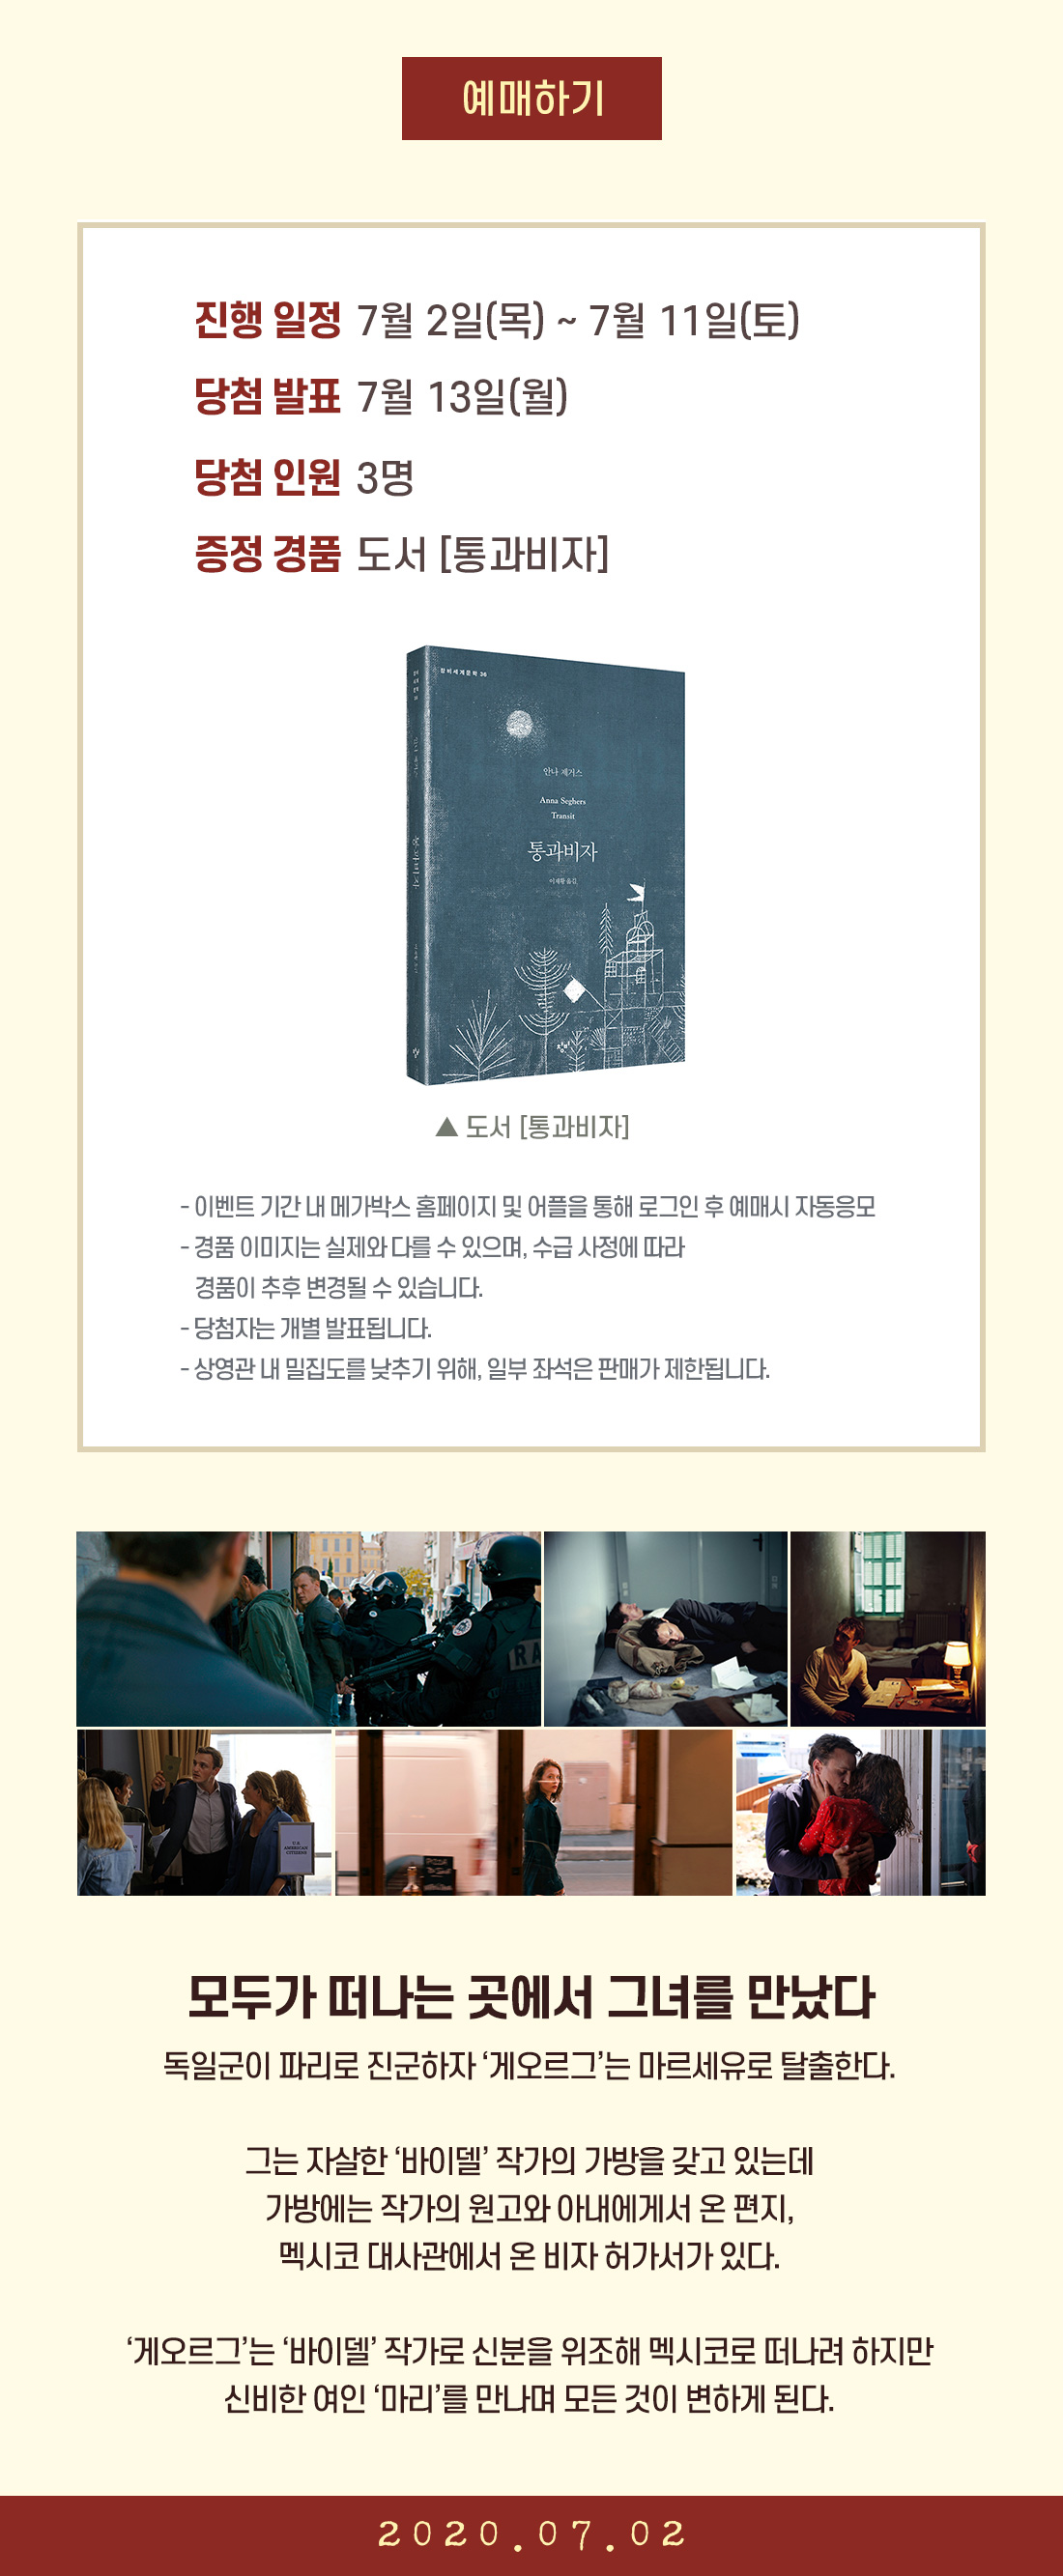 예매하기
진행 일정 7월 2일(목) ~ 7월 11일(토)
당첨 발표 7월 13일(월)
당첨 인원 3명
증정 경품 도서 [통과비자]
창비세계문학 36
안나 제거스
Anna Seghers
Transit
통과비자
통과비자
▲ 도서 [통과비자]
- 이벤트 기간 내 메가박스 홈페이지 및 어플을 통해 로그인 후 예매시 자동응모
- 경품 이미지는 실제와 다를 수 있으며, 수급 사정에 따라
경품이 추후 변경될 수 있습니다.
- 당첨자는 개별 발표됩니다.
- 상영관 내 밀집도를 낮추기 위해, 일부 좌석은 판매가 제한됩니다.
RA
U.S.
AMERICAN
CITIZENS
모두가 떠나는 곳에서 그녀를 만났다
독일군이 파리로 진군하자 ‘게오르그’는 마르세유로 탈출한다.
그는 자살한 ‘바이델’ 작가의 가방을 갖고 있는데
가방에는 작가의 원고와 아내에게서 온 편지,
멕시코 대사관에서 온 비자 허가서가 있다.
‘게오르그’는 ‘바이델’ 작가로 신분을 위조해 멕시코로 떠나려 하지만
신비한 여인 ‘마리’를 만나며 모든 것이 변하게 된다.
2020.07.02